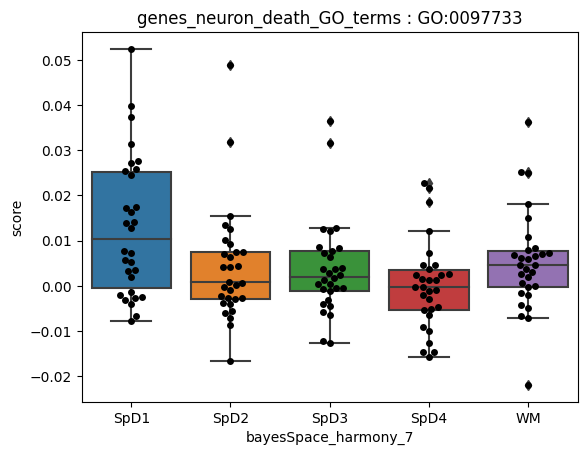 genes_neuron_death_GO_terms : GO:0097733
0.05
0.04
0.03
0.02
0.01
0.00
−0.01
−0.02
score
SpD1 SpD2 SpD3 SpD4 WM
bayesSpace_harmony_7